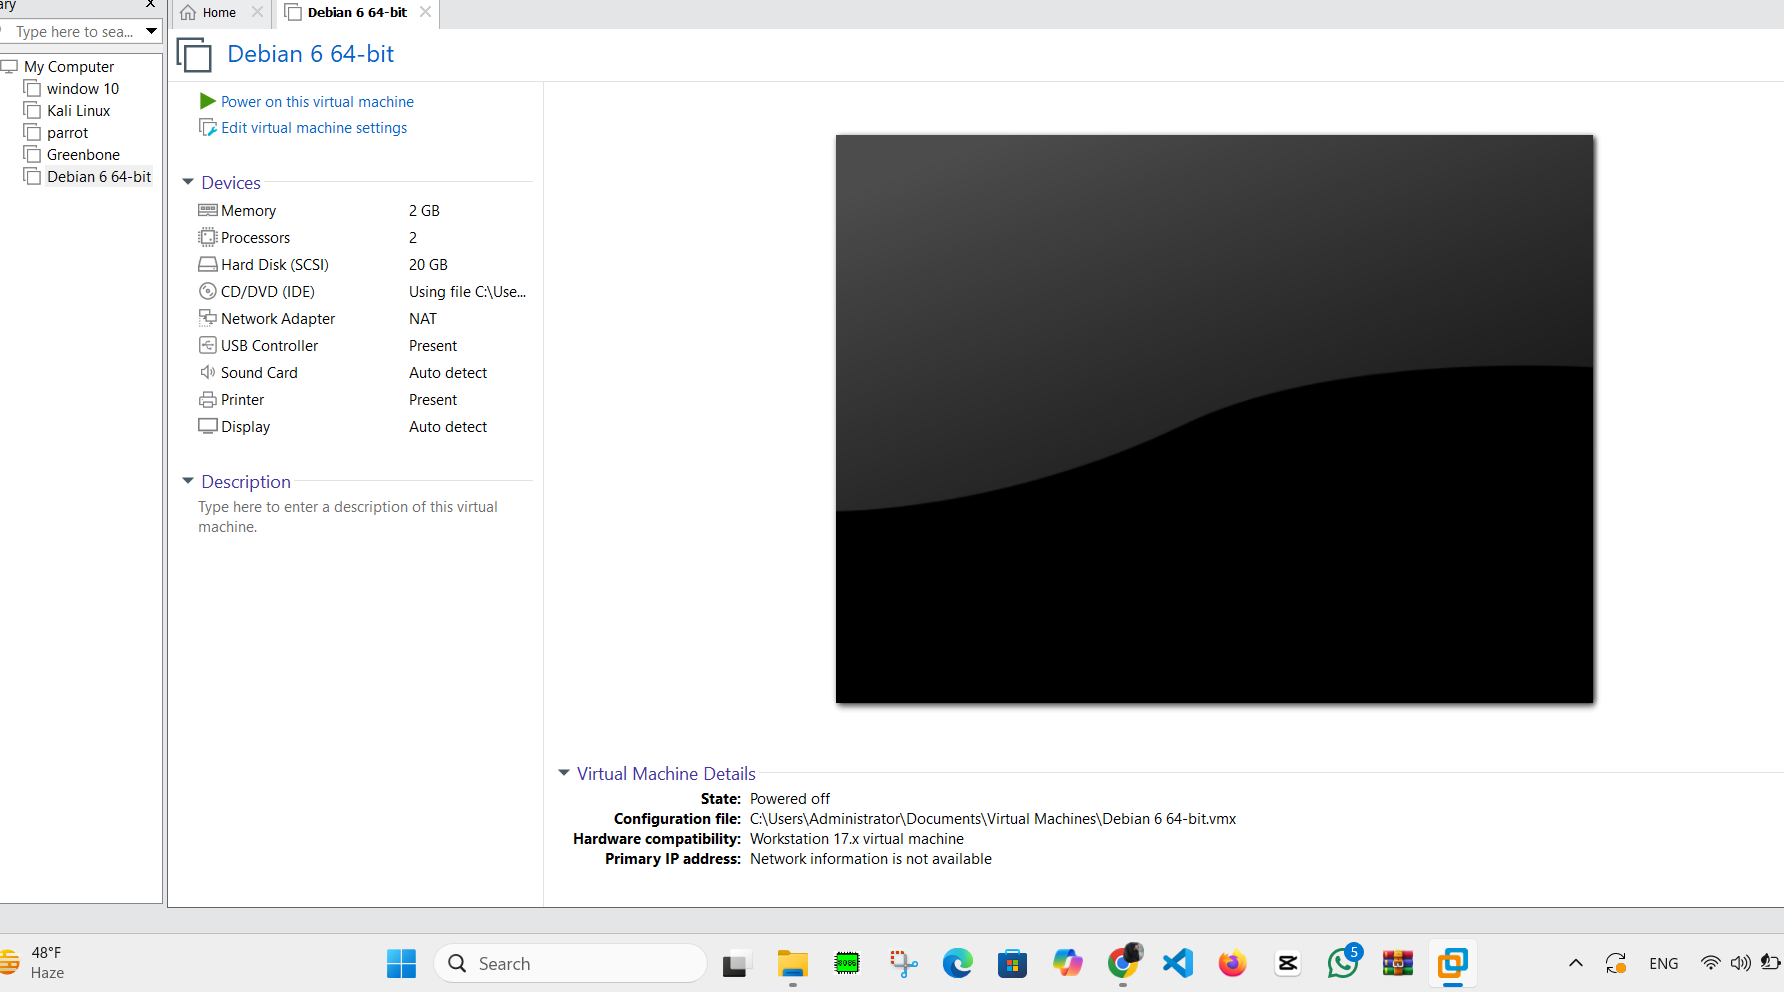 ary
Home
Debian 6 64-bit
Type here to sea...
Debian 6 64-bit
My Computer
window 10
Kali Linux
parrot
Greenbone
Debian 6 64-bit
Power on this virtual machine
Edit virtual machine settings
Devices
Memory 2 GB
Processors 2
Hard Disk (SCSI) 20 GB
CD/DVD (IDE) Using file C:\Use...
Network Adapter NAT
USB Controller Present
Sound Card Auto detect
Printer Present
Display Auto detect
Description
Type here to enter a description of this virtual
machine.
Virtual Machine Details
State: Powered off
Configuration file: C:\Users\Administrator\Documents\Virtual Machines\Debian 6 64-bit.vmx
Hardware compatibility: Workstation 17.x virtual machine
Primary IP address: Network information is not available
48°F
Haze
Search
8086
5
ENG